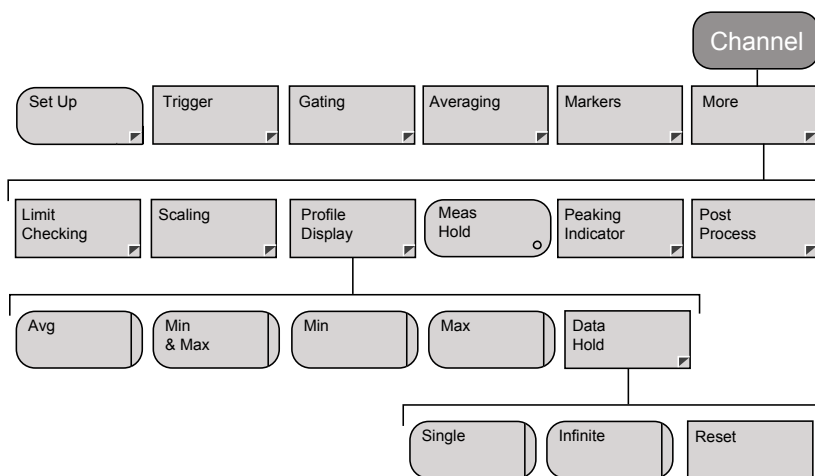 Channel
Set Up
Trigger
Gating
Averaging
Markers
More
Limit
Checking
Scaling
Profile
Display
Meas
Hold
Peaking
Indicator
Post
Process
Avg
Min
& Max
Min
Max
Data
Hold
Single
Infinite
Reset